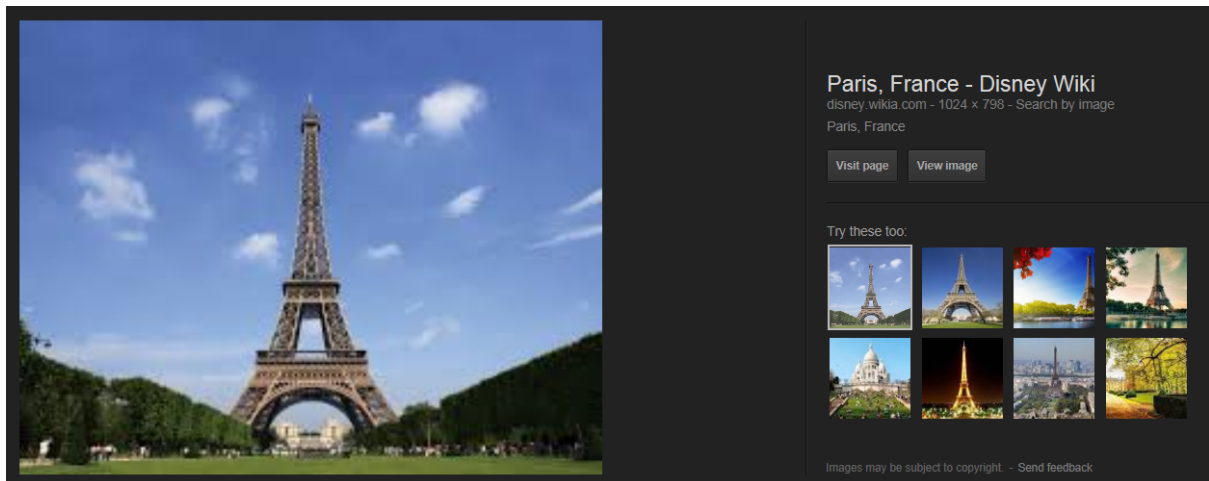 Paris, France - Disney Wiki
disney.wikia.com - 1024 × 798 - Search by image
Paris, France
Visit page View image
Try these too:
Images may be subject to copyright. - Send feedback